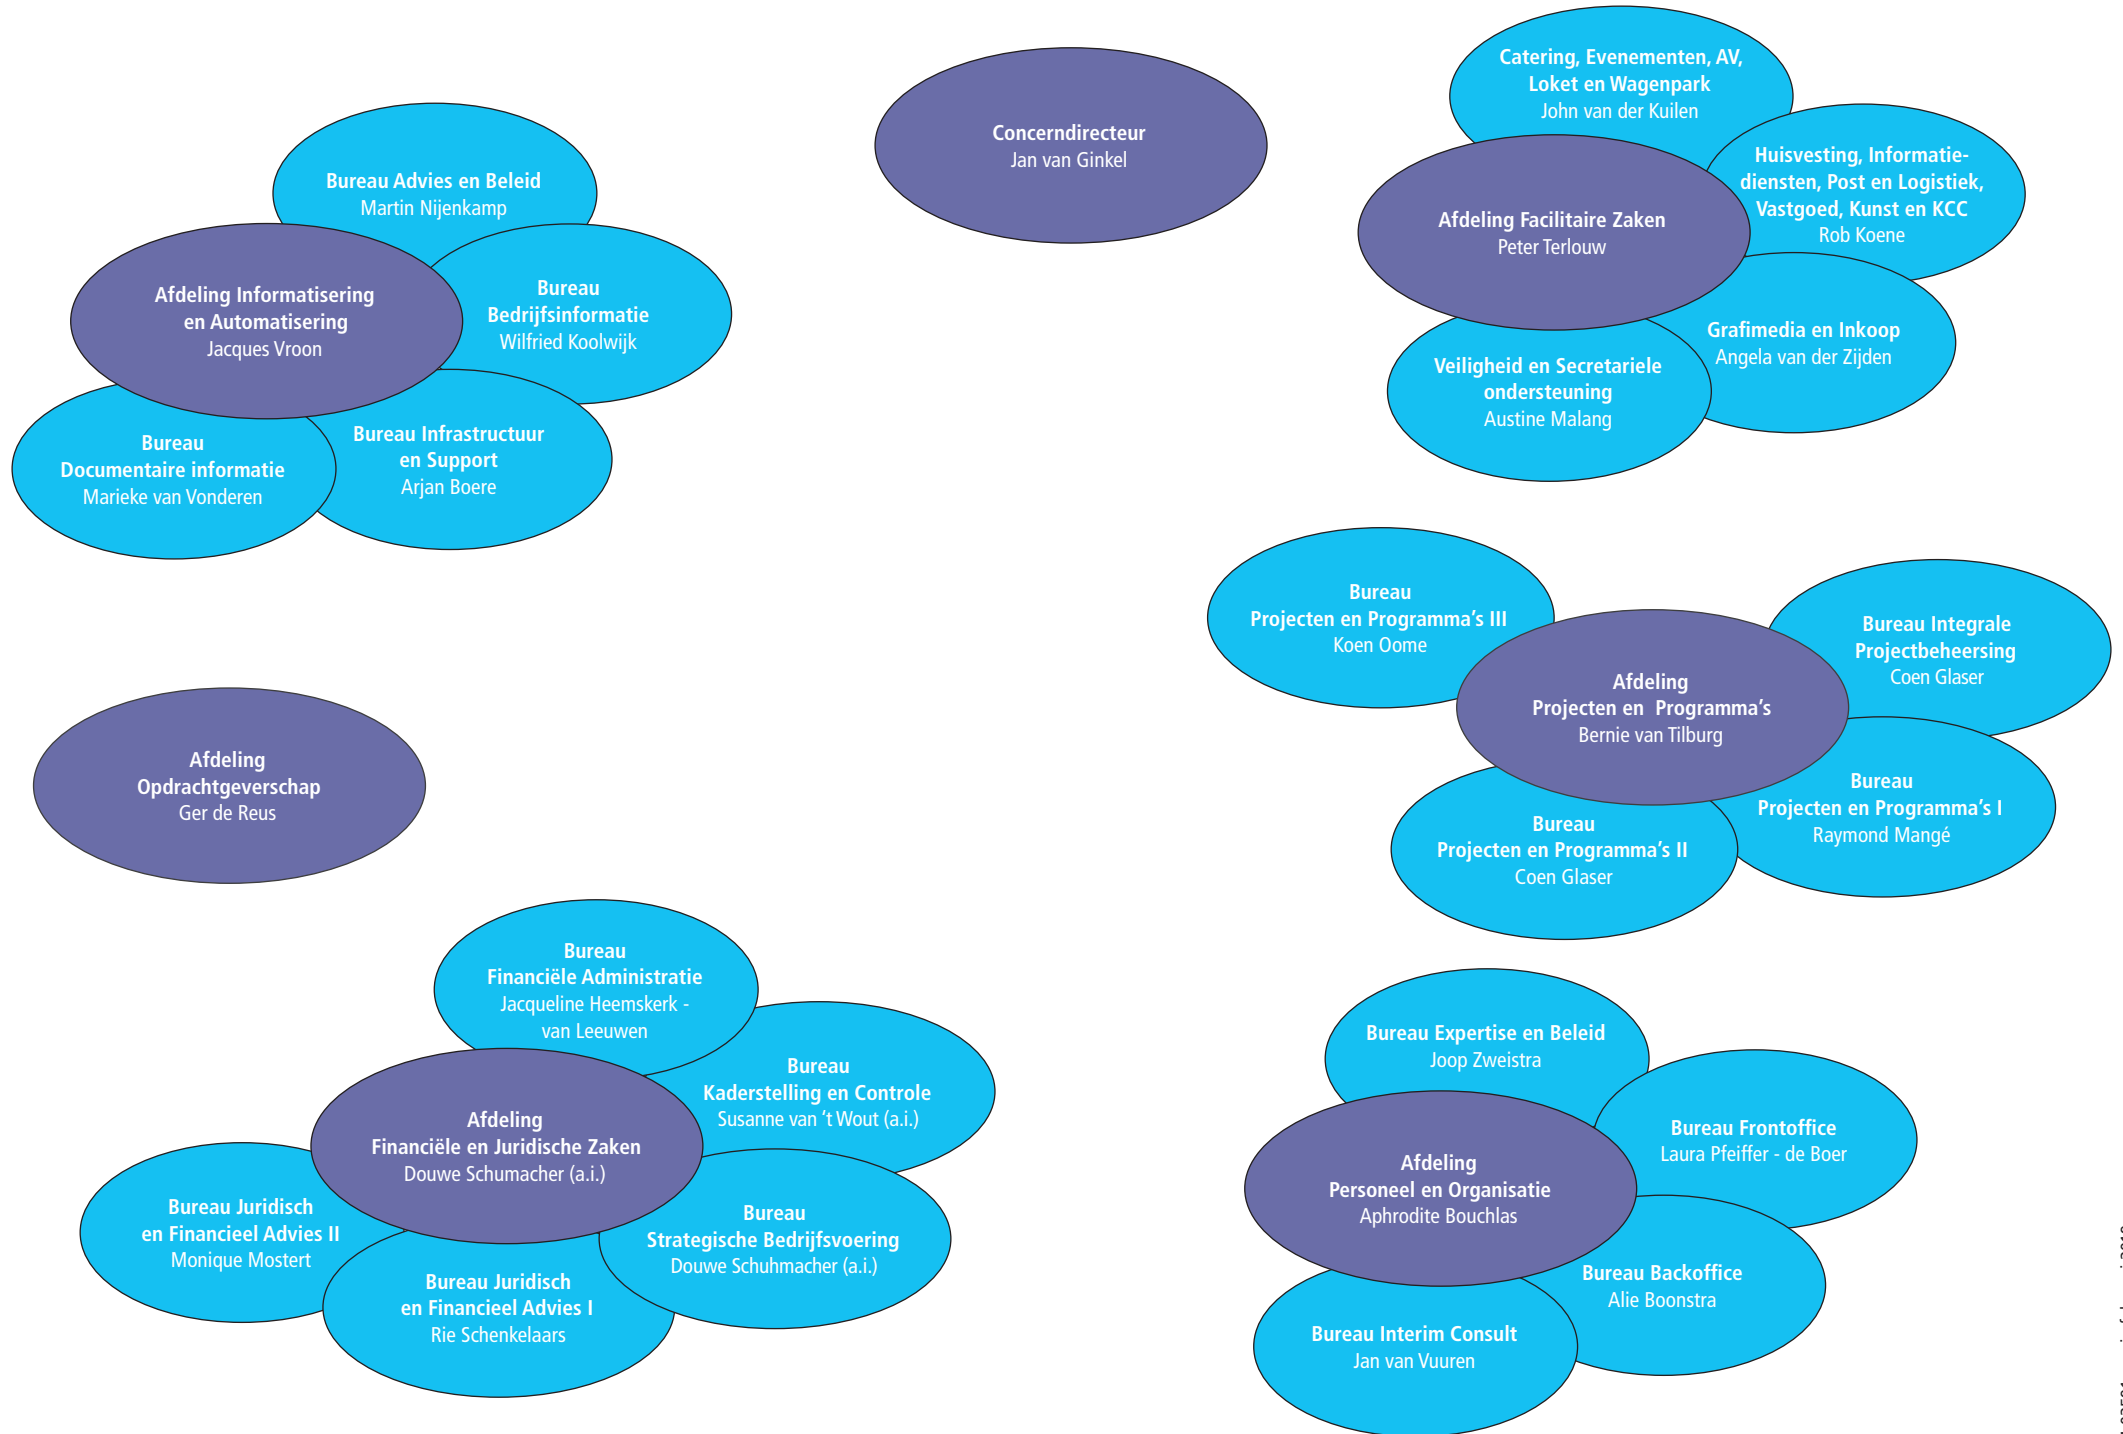 Concerndirecteur
Jan van Ginkel
Bureau Advies en Beleid
Martin Nijenkamp
Afdeling Informatisering
en Automatisering
Jacques Vroon
Bureau
Bedrijfsinformatie
Wilfried Koolwijk
Bureau
Documentaire informatie
Marieke van Vonderen
Bureau Infrastructuur
en Support
Arjan Boere
Catering, Evenementen, AV,
Loket en Wagenpark
John van der Kuilen
Huisvesting, Informatie-
diensten, Post en Logistiek,
Vastgoed, Kunst en KCC
Rob Koene
Afdeling Facilitaire Zaken
Peter Terlouw
Grafimedia en Inkoop
Angela van der Zijden
Veiligheid en Secretariele
ondersteuning
Austine Malang
Bureau
Projecten en Programma’s III
Koen Oome
Bureau Integrale
Projectbeheersing
Coen Glaser
Afdeling
Projecten en  Programma’s
Bernie van Tilburg
Bureau
Projecten en Programma’s I
Raymond Mangé
Bureau
Projecten en Programma’s II
Coen Glaser
Afdeling
Opdrachtgeverschap
Ger de Reus
Bureau
Financiële Administratie
Jacqueline Heemskerk -
van Leeuwen
Bureau
Kaderstelling en Controle
Susanne van ‘t Wout (a.i.)
Afdeling
Financiële en Juridische Zaken
Douwe Schumacher (a.i.)
Bureau Juridisch
en Financieel Advies II
Monique Mostert
Bureau
Strategische Bedrijfsvoering
Douwe Schuhmacher (a.i.)
Bureau Juridisch
en Financieel Advies I
Rie Schenkelaars
Bureau Expertise en Beleid
Joop Zweistra
Bureau Frontoffice
Laura Pfeiffer - de Boer
Afdeling
Personeel en Organisatie
Aphrodite Bouchlas
Bureau Backoffice
Alie Boonstra
Bureau Interim Consult
Jan van Vuuren